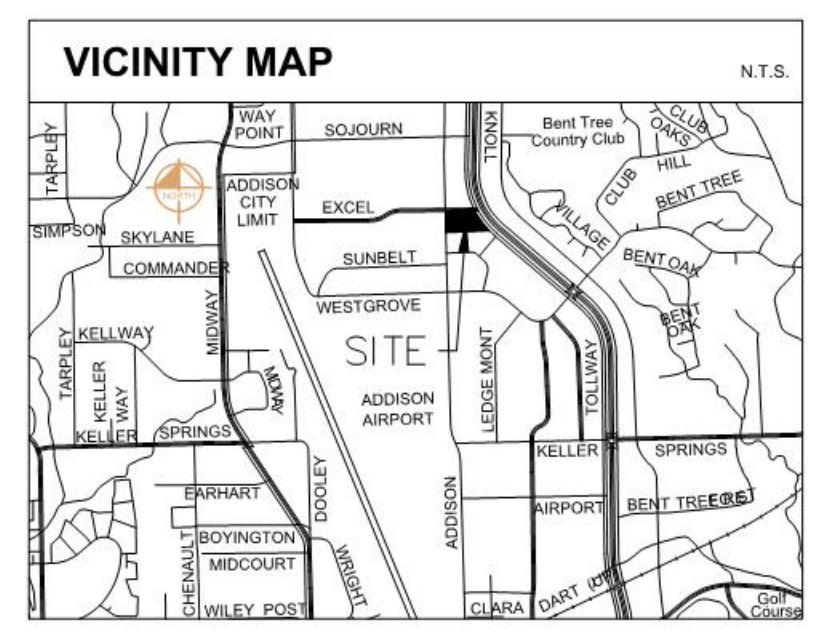 VICINITY MAP
N.T.S.
WAY
POINT
SOJOURN
KNOLL
Bent Tree
Country Club
CLUB
OAKS
TARPLEY
NORTH
ADDISON
CITY
LIMIT
HILL
CLUB
BENT TREE
EXCEL
VILLAGE
SIMPSON
SKYLANE
COMMANDER
SUNBELT
BENT OAK
WESTGROVE
BENT
OAK
MIDWAY
KELLWAY
TARPLEY
KELLER
WAY
SITE
LEDGE MONT
TOLLWAY
MIDWAY
ADDISON
AIRPORT
KELLER
SPRINGS
KELLER
SPRINGS
EARHART
DOOLEY
ADDISON
AIRPORT
BENT TREE
CHENAULT
BOYINGTON
MIDCOURT
WRIGHT
WILEY POST
CLARA
DART
Golf
Course